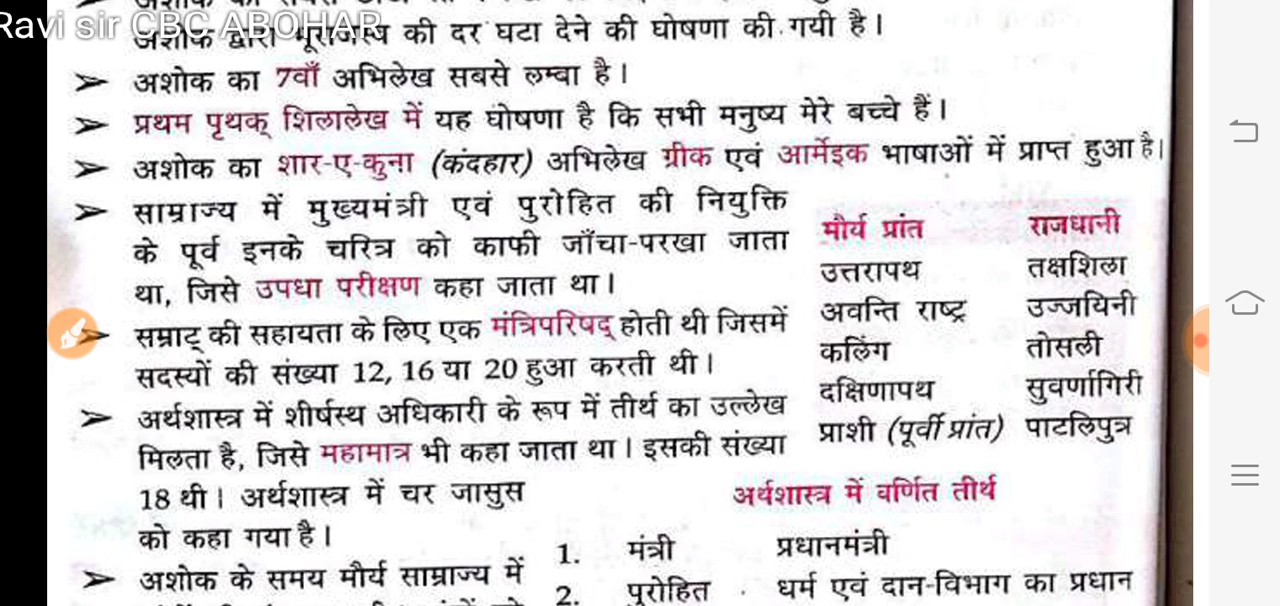 Ravi sir CBC ABOHAR
अशोक द्वारा भूराजस्व की दर घटा देने की घोषणा की गयी है।
➢ अशोक का 7वाँ अभिलेख सबसे लम्बा है।
➢ प्रथम पृथक् शिलालेख में यह घोषणा है कि सभी मनुष्य मेरे बच्चे हैं।
➢ अशोक का शार-ए-कुना (कंदहार) अभिलेख ग्रीक एवं आर्मेइक भाषाओं में प्राप्त हुआ है।
➢ साम्राज्य में मुख्यमंत्री एवं पुरोहित की नियुक्ति
के पूर्व इनके चरित्र को काफी जाँचा-परखा जाता
था, जिसे उपधा परीक्षण कहा जाता था।
➢ सम्राट् की सहायता के लिए एक मंत्रिपरिषद् होती थी जिसमें
सदस्यों की संख्या 12, 16 या 20 हुआ करती थी।
➢ अर्थशास्त्र में शीर्षस्थ अधिकारी के रूप में तीर्थ का उल्लेख
मिलता है, जिसे महामात्र भी कहा जाता था। इसकी संख्या
18 थी। अर्थशास्त्र में चर जासुस
को कहा गया है।
➢ अशोक के समय मौर्य साम्राज्य में
मौर्य प्रांत राजधानी
उत्तरापथ तक्षशिला
अवन्ति राष्ट्र उज्जयिनी
कलिंग तोसली
दक्षिणापथ सुवर्णागिरी
प्राशी (पूर्वी प्रांत) पाटलिपुत्र
अर्थशास्त्र में वर्णित तीर्थ
1. मंत्री प्रधानमंत्री
2. पुरोहित धर्म एवं दान-विभाग का प्रधान